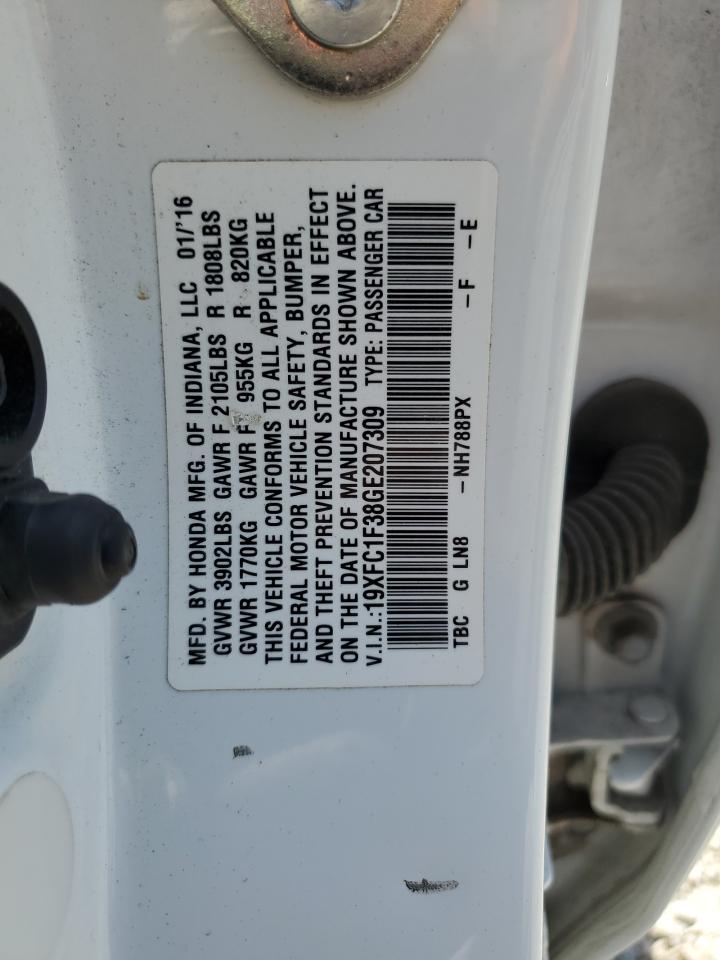 MFD. BY HONDA MFG. OF INDIANA, LLC 01/'16
GVWR 3902LBS GAWR F 2105LBS R 1808LBS
GVWR 1770KG GAWR F 955KG R 820KG
THIS VEHICLE CONFORMS TO ALL APPLICABLE
FEDERAL MOTOR VEHICLE SAFETY, BUMPER,
AND THEFT PREVENTION STANDARDS IN EFFECT
ON THE DATE OF MANUFACTURE SHOWN ABOVE.
V.I.N.:19XFC1F38GE207309 TYPE: PASSENGER CAR
TBC G LN8 -NH788PX -F -E